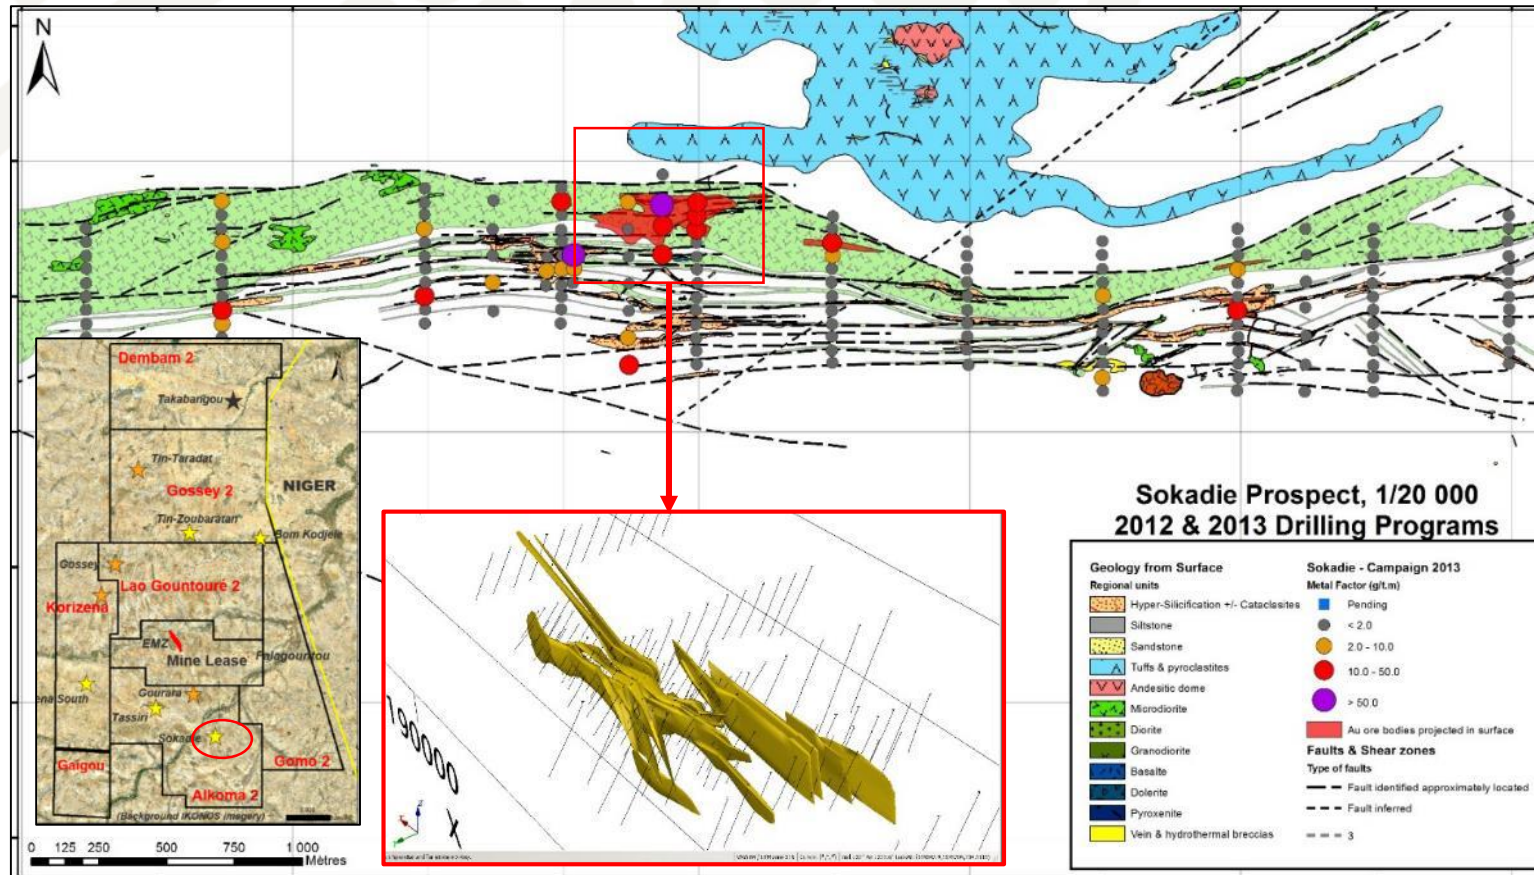 N
Sokadie Prospect, 1/20 000
2012 & 2013 Drilling Programs
Geology from Surface
Regional units
Hyper-Silicification +/- Cataclasites
Siltstone
Sandstone
Tuffs & pyroclastites
Andesitic dome
Microdiorite
Diorite
Granodiorite
Basalte
Dolerite
Pyroxenite
Vein & hydrothermal breccias
Sokadie - Campaign 2013
Metal Factor (g/t.m)
Pending
< 2.0
2.0 - 10.0
10.0 - 50.0
> 50.0
Au ore bodies projected in surface
Faults & Shear zones
Type of faults
Fault identified approximately located
Fault inferred
3
Dembam 2
Takabangou
Tin-Taradat
Gossey 2
NIGER
Tin-Zoubaratan
Bom Kodjele
Gossey
Lao Gountouré 2
Korizena
EMZ
Mine Lease
Falagountou
Gourara
ena South
Tassiri
Sokadie
Gaigou
Gomo 2
Alkoma 2
(Background IKONOS imagery)
0 125 250 500 750 1 000
Mètres
190000
X